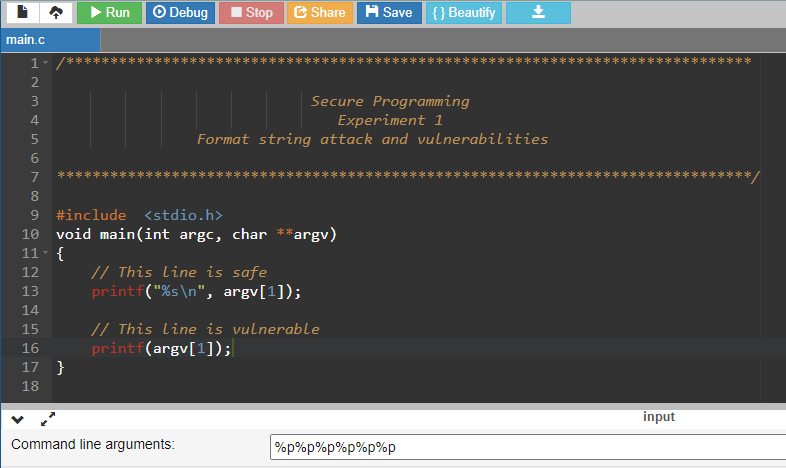 Run Debug Stop Share Save { } Beautify
main.c
1 /******************************************************************************
2
3 Secure Programming
4 Experiment 1
5 Format string attack and vulnerabilities
6
7 *******************************************************************************/
8
9 #include <stdio.h>
10 void main(int argc, char **argv)
11 {
12 // This line is safe
13 printf("%s\n", argv[1]);
14
15 // This line is vulnerable
16 printf(argv[1]);
17 }
18
input
Command line arguments: %p%p%p%p%p%p%p